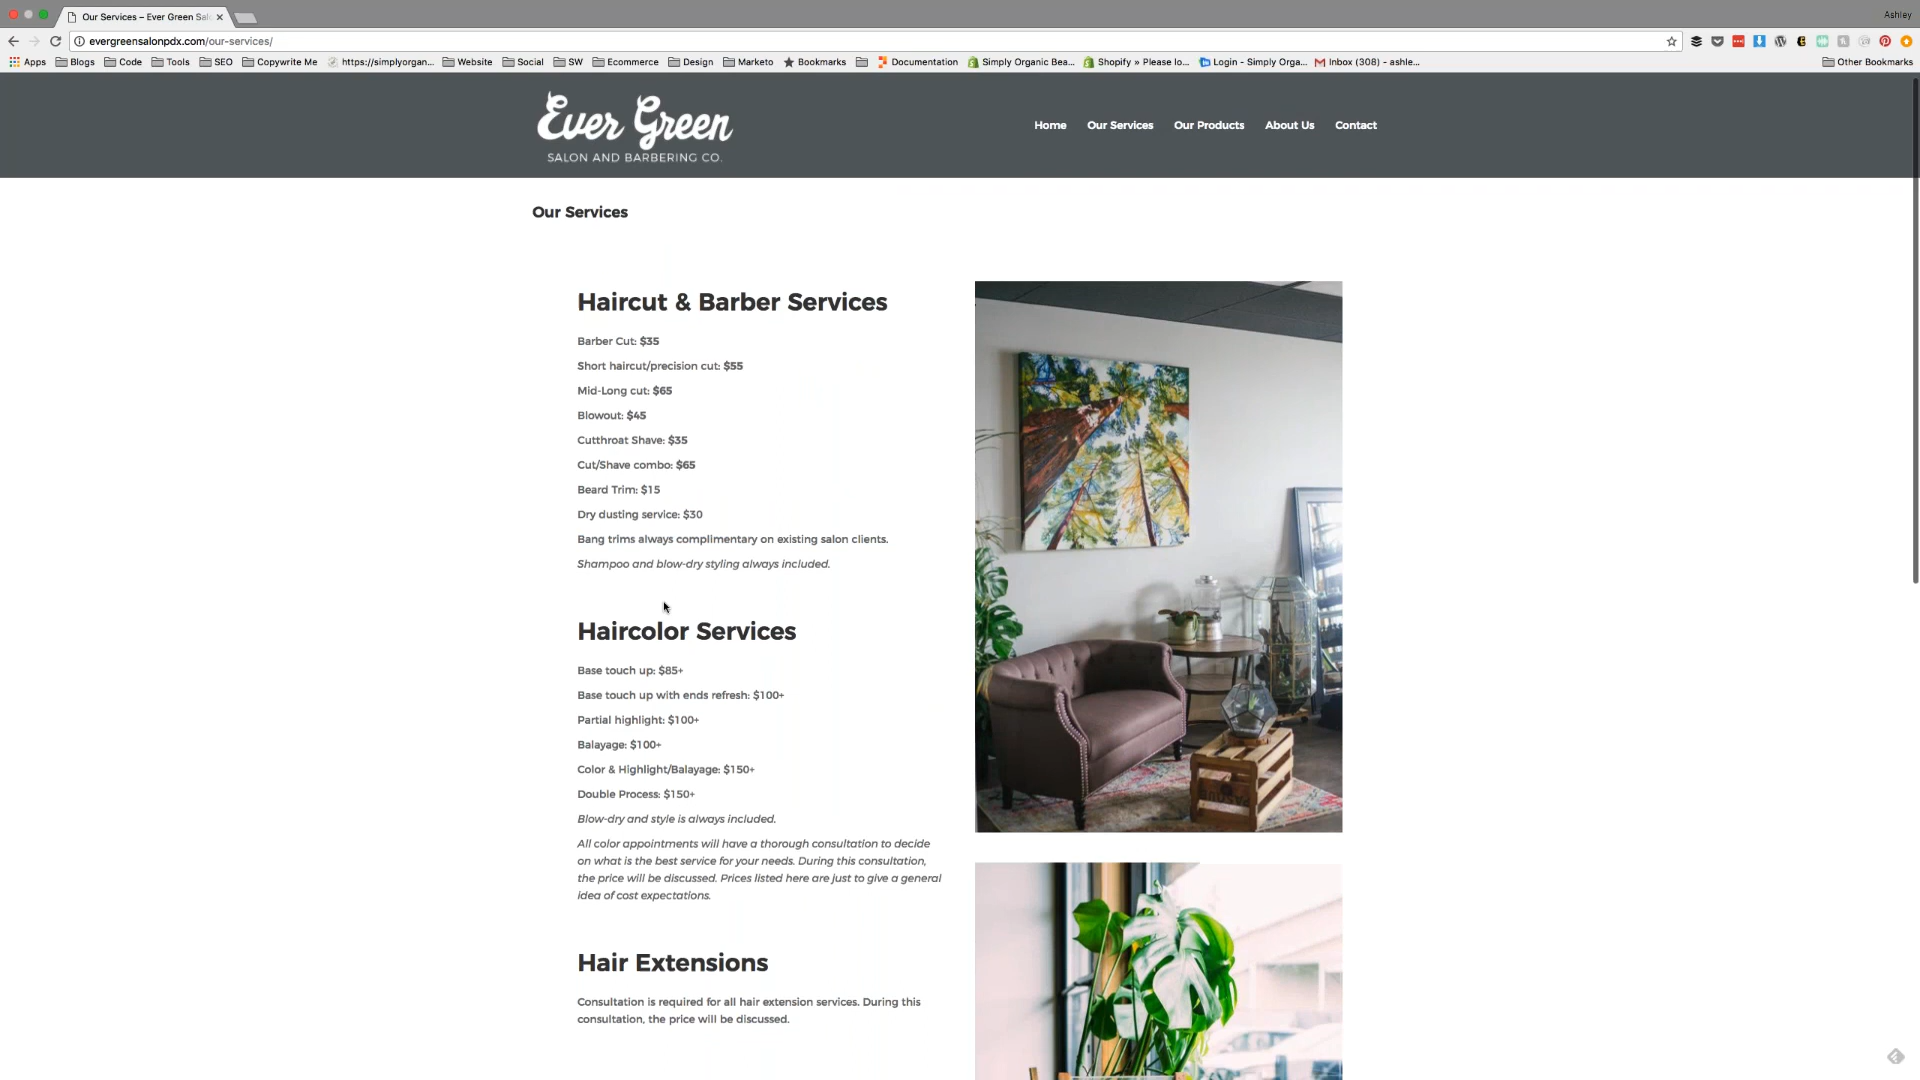 Our Services – Ever Green Sal
Ashley
evergreensalonpdx.com/our-services/
Apps Blogs Code Tools SEO Copywrite Me https://simplyorgan... Website Social SW Ecommerce Design Marketo Bookmarks Documentation Simply Organic Bea... Shopify » Please lo... Login - Simply Orga... Inbox (308) - ashle... Other Bookmarks
Ever Green
SALON AND BARBERING CO.
Home Our Services Our Products About Us Contact
Our Services
Haircut & Barber Services
Barber Cut: $35
Short haircut/precision cut: $55
Mid-Long cut: $65
Blowout: $45
Cutthroat Shave: $35
Cut/Shave combo: $65
Beard Trim: $15
Dry dusting service: $30
Bang trims always complimentary on existing salon clients.
Shampoo and blow-dry styling always included.
Haircolor Services
Base touch up: $85+
Base touch up with ends refresh: $100+
Partial highlight: $100+
Balayage: $100+
Color & Highlight/Balayage: $150+
Double Process: $150+
Blow-dry and style is always included.
All color appointments will have a thorough consultation to decide
on what is the best service for your needs. During this consultation,
the price will be discussed. Prices listed here are just to give a general
idea of cost expectations.
Hair Extensions
Consultation is required for all hair extension services. During this
consultation, the price will be discussed.